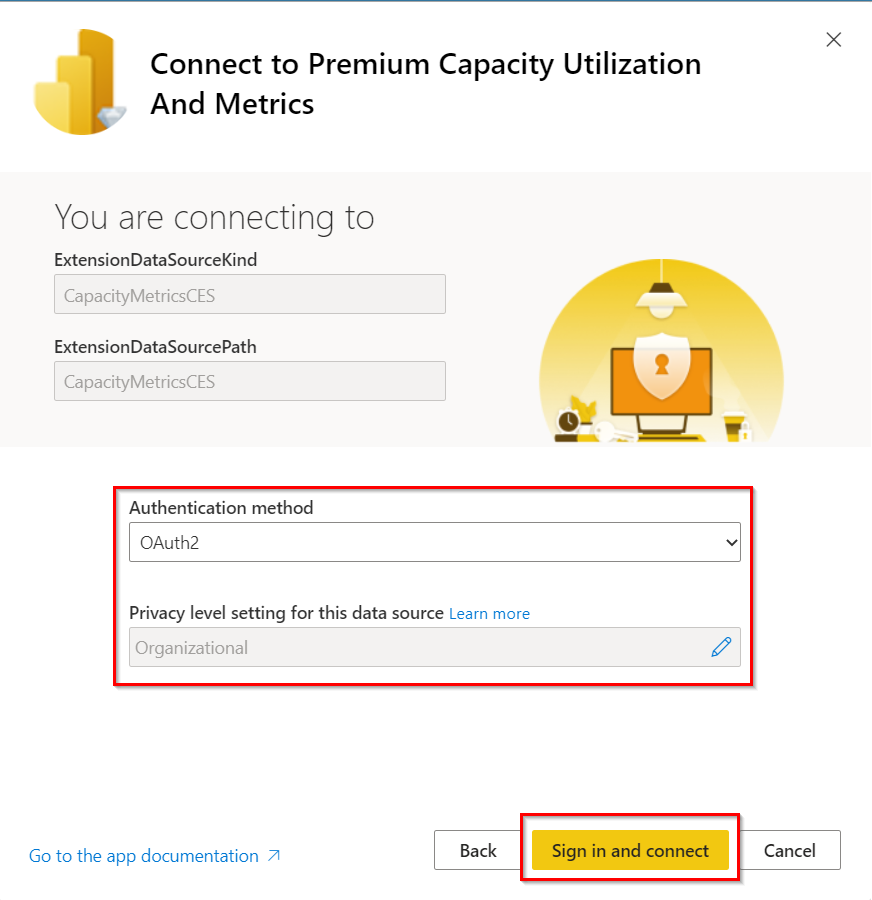 Connect to Premium Capacity Utilization
And Metrics
You are connecting to
ExtensionDataSourceKind
CapacityMetricsCES
ExtensionDataSourcePath
CapacityMetricsCES
Authentication method
OAuth2
Privacy level setting for this data source Learn more
Organizational
Go to the app documentation
Back
Sign in and connect
Cancel